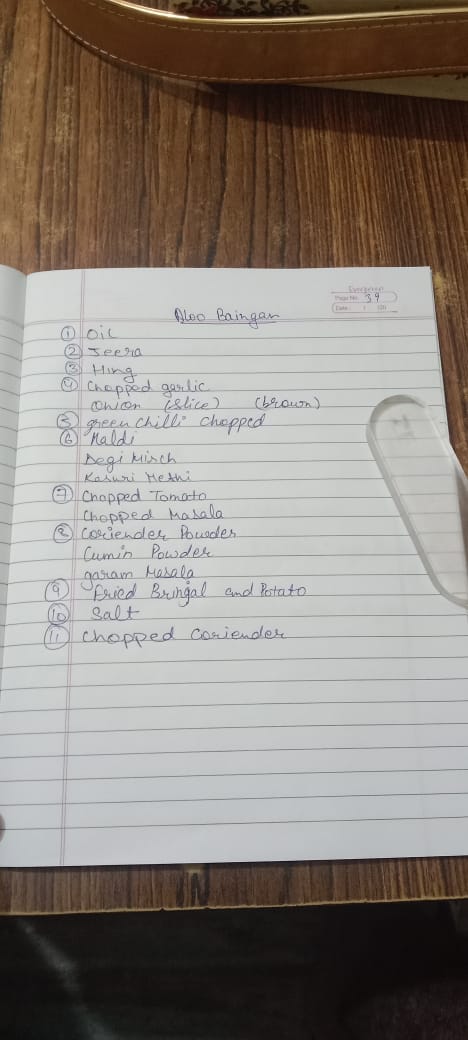 Evergreen
Page No. 39
Date: / /20
Aloo Baingan
① Oil
② Jeera
③ Hing
④ Chopped garlic
Onion (slice) (brown)
⑤ green chilli chopped
⑥ Haldi
Degi Mirch
Kasuri Methi
⑦ Chopped Tomato
Chopped Masala
⑧ Coriender Powder
Cumin Powder
garam Masala
⑨ fried Bringal and Potato
⑩ Salt
⑪ Chopped Coriender